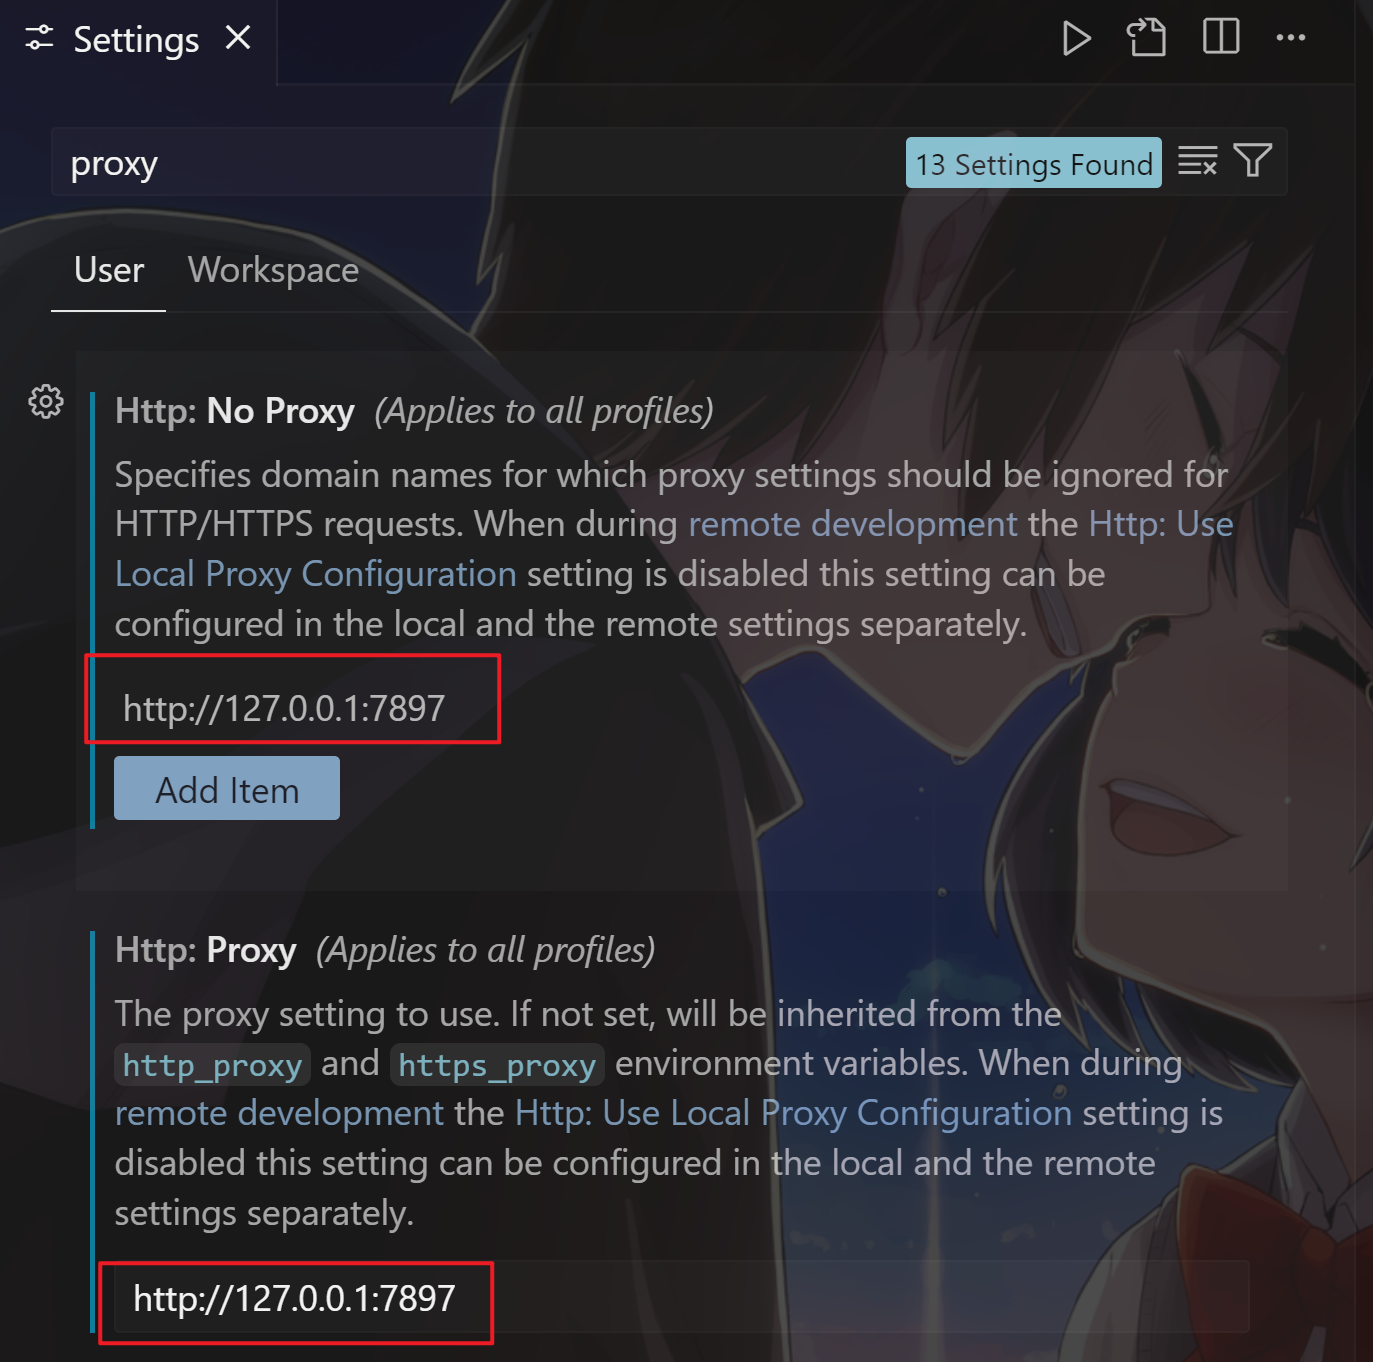 Settings
proxy
13 Settings Found
User Workspace
Http: No Proxy (Applies to all profiles)
Specifies domain names for which proxy settings should be ignored for
HTTP/HTTPS requests. When during remote development the Http: Use
Local Proxy Configuration setting is disabled this setting can be
configured in the local and the remote settings separately.
http://127.0.0.1:7897
Add Item
Http: Proxy (Applies to all profiles)
The proxy setting to use. If not set, will be inherited from the
http_proxy and https_proxy environment variables. When during
remote development the Http: Use Local Proxy Configuration setting is
disabled this setting can be configured in the local and the remote
settings separately.
http://127.0.0.1:7897